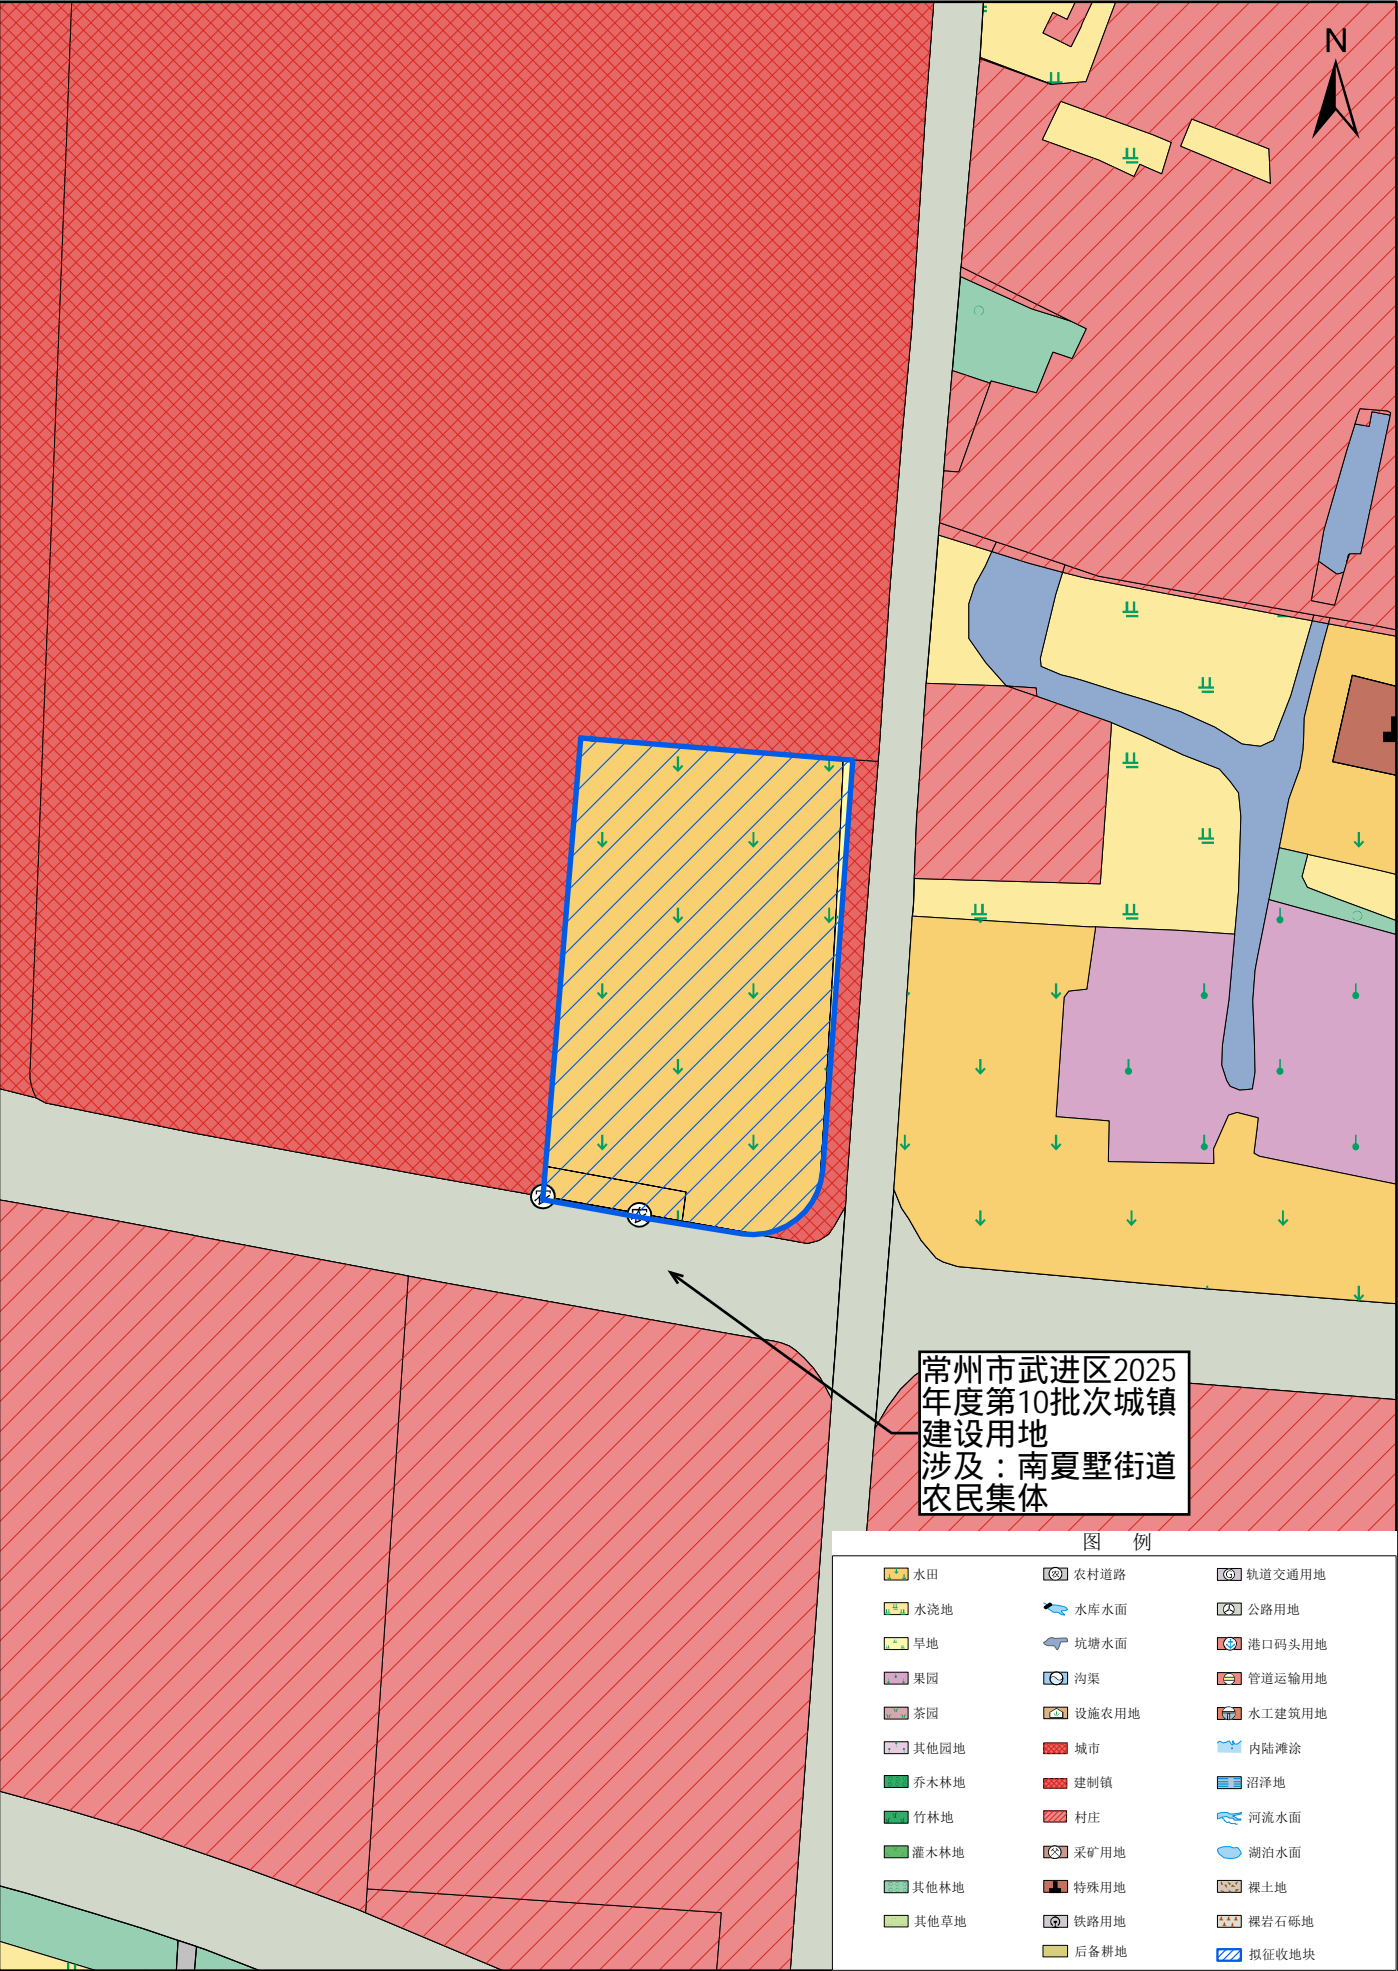 N
农
农
常州市武进区2025
年度第10批次城镇
建设用地
涉及：南夏墅街道
农民集体
图 例
水田
农村道路
轨道交通用地
水浇地
水库水面
公路用地
旱地
坑塘水面
港口码头用地
果园
沟渠
管道运输用地
茶园
设施农用地
水工建筑用地
其他园地
城市
内陆滩涂
乔木林地
建制镇
沼泽地
竹林地
村庄
河流水面
灌木林地
采矿用地
湖泊水面
其他林地
特殊用地
裸土地
其他草地
铁路用地
裸岩石砾地
后备耕地
拟征收地块